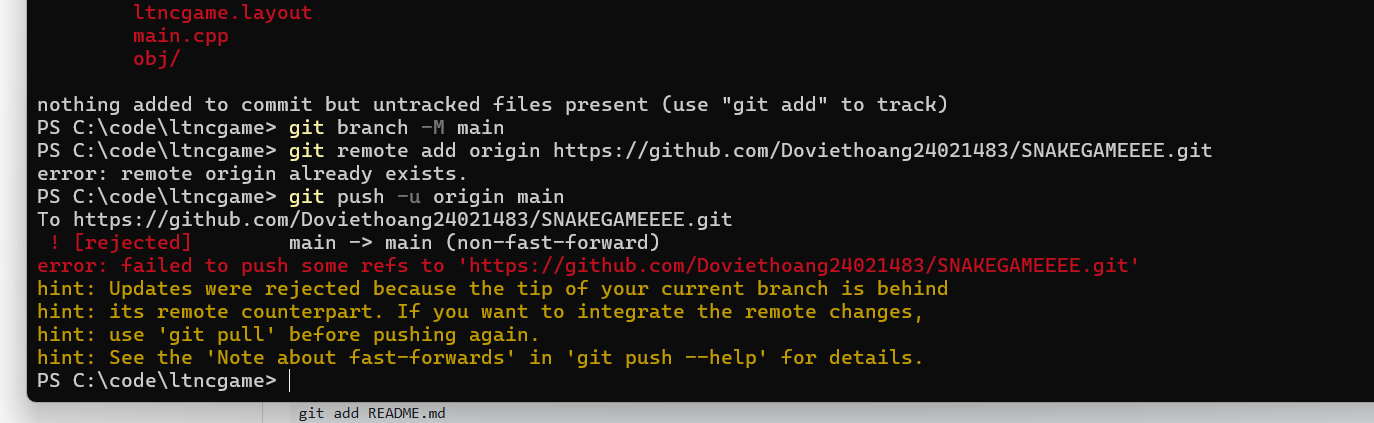 ltncgame.layout
main.cpp
obj/
nothing added to commit but untracked files present (use "git add" to track)
PS C:\code\ltncgame> git branch -M main
PS C:\code\ltncgame> git remote add origin https://github.com/Doviethoang24021483/SNAKEGAMEEEE.git
error: remote origin already exists.
PS C:\code\ltncgame> git push -u origin main
To https://github.com/Doviethoang24021483/SNAKEGAMEEEE.git
 ! [rejected]        main -> main (non-fast-forward)
error: failed to push some refs to 'https://github.com/Doviethoang24021483/SNAKEGAMEEEE.git'
hint: Updates were rejected because the tip of your current branch is behind
hint: its remote counterpart. If you want to integrate the remote changes,
hint: use 'git pull' before pushing again.
hint: See the 'Note about fast-forwards' in 'git push --help' for details.
PS C:\code\ltncgame>
git add README.md